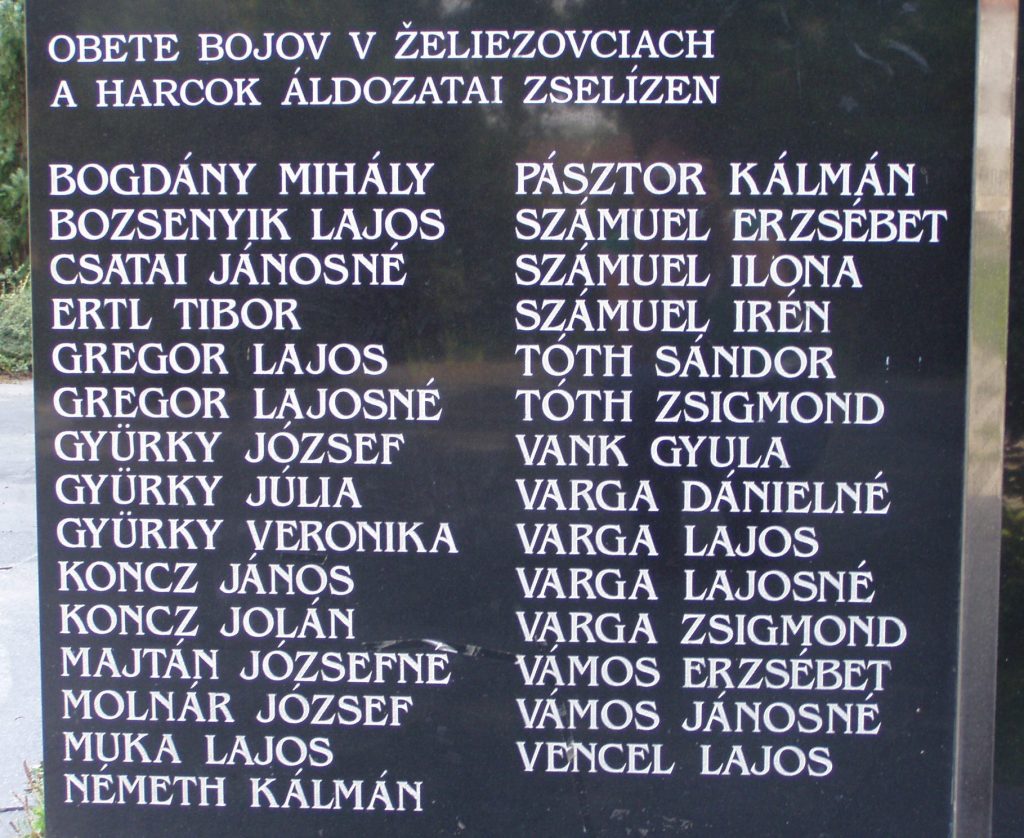 OBETE BOJOV V ŽELIEZOVCIACH
A HARCOK ÁLDOZATAI ZSELÍZEN
BOGDÁNY MIHÁLY
BOZSENYIK LAJOS
CSATAI JÁNOSNÉ
ERTL TIBOR
GREGOR LAJOS
GREGOR LAJOSNÉ
GYÜRKY JÓZSEF
GYÜRKY JÚLIA
GYÜRKY VERONIKA
KONCZ JÁNOS
KONCZ JOLÁN
MAJTÁN JÓZSEFNÉ
MOLNÁR JÓZSEF
MUKA LAJOS
NÉMETH KÁLMÁN
PÁSZTOR KÁLMÁN
SZÁMUEL ERZSÉBET
SZÁMUEL ILONA
SZÁMUEL IRÉN
TÓTH SÁNDOR
TÓTH ZSIGMOND
VANK GYULA
VARGA DÁNIELNÉ
VARGA LAJOS
VARGA LAJOSNÉ
VARGA ZSIGMOND
VÁMOS ERZSÉBET
VÁMOS JÁNOSNÉ
VENCEL LAJOS